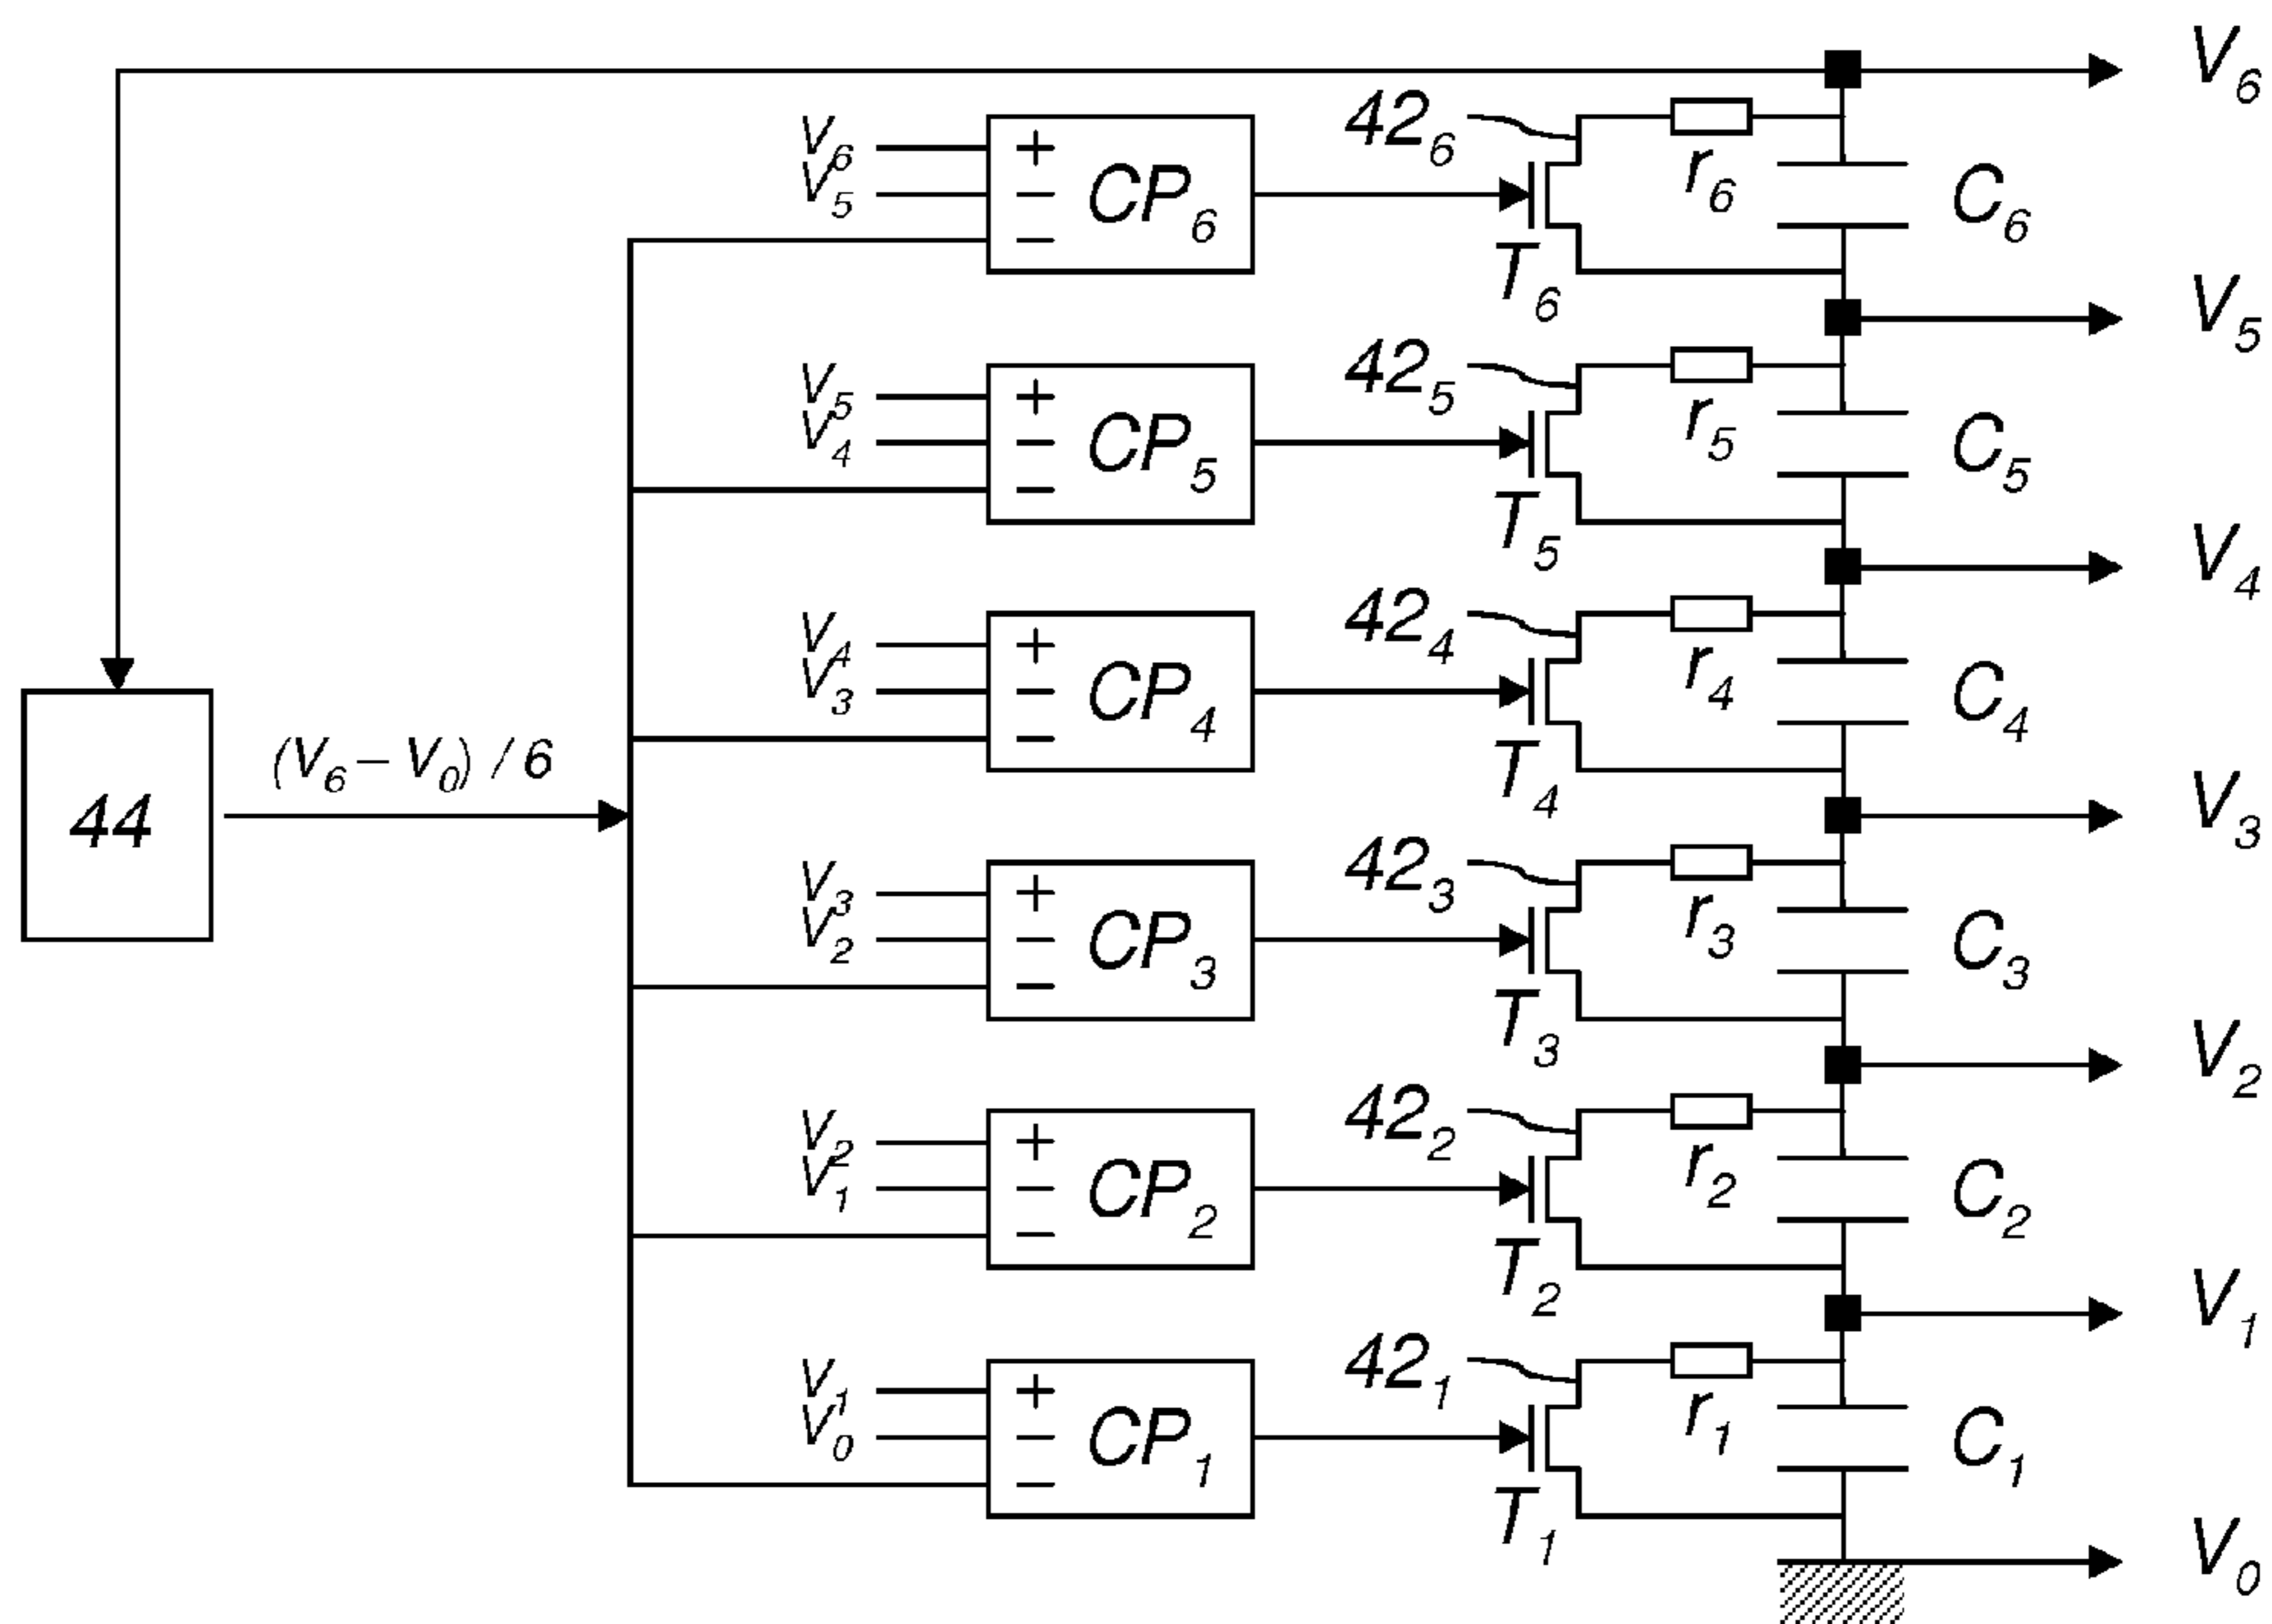 V6
V6
V5
+
−
−
CP6
426
T6
r6
C6
V5
V5
V4
+
−
−
CP5
425
T5
r5
C5
V4
V4
V3
+
−
−
CP4
424
T4
r4
C4
44
(V6 − V0) / 6
V3
V3
V2
+
−
−
CP3
423
T3
r3
C3
V2
V2
V1
+
−
−
CP2
422
T2
r2
C2
V1
V1
V0
+
−
−
CP1
421
T1
r1
C1
V0